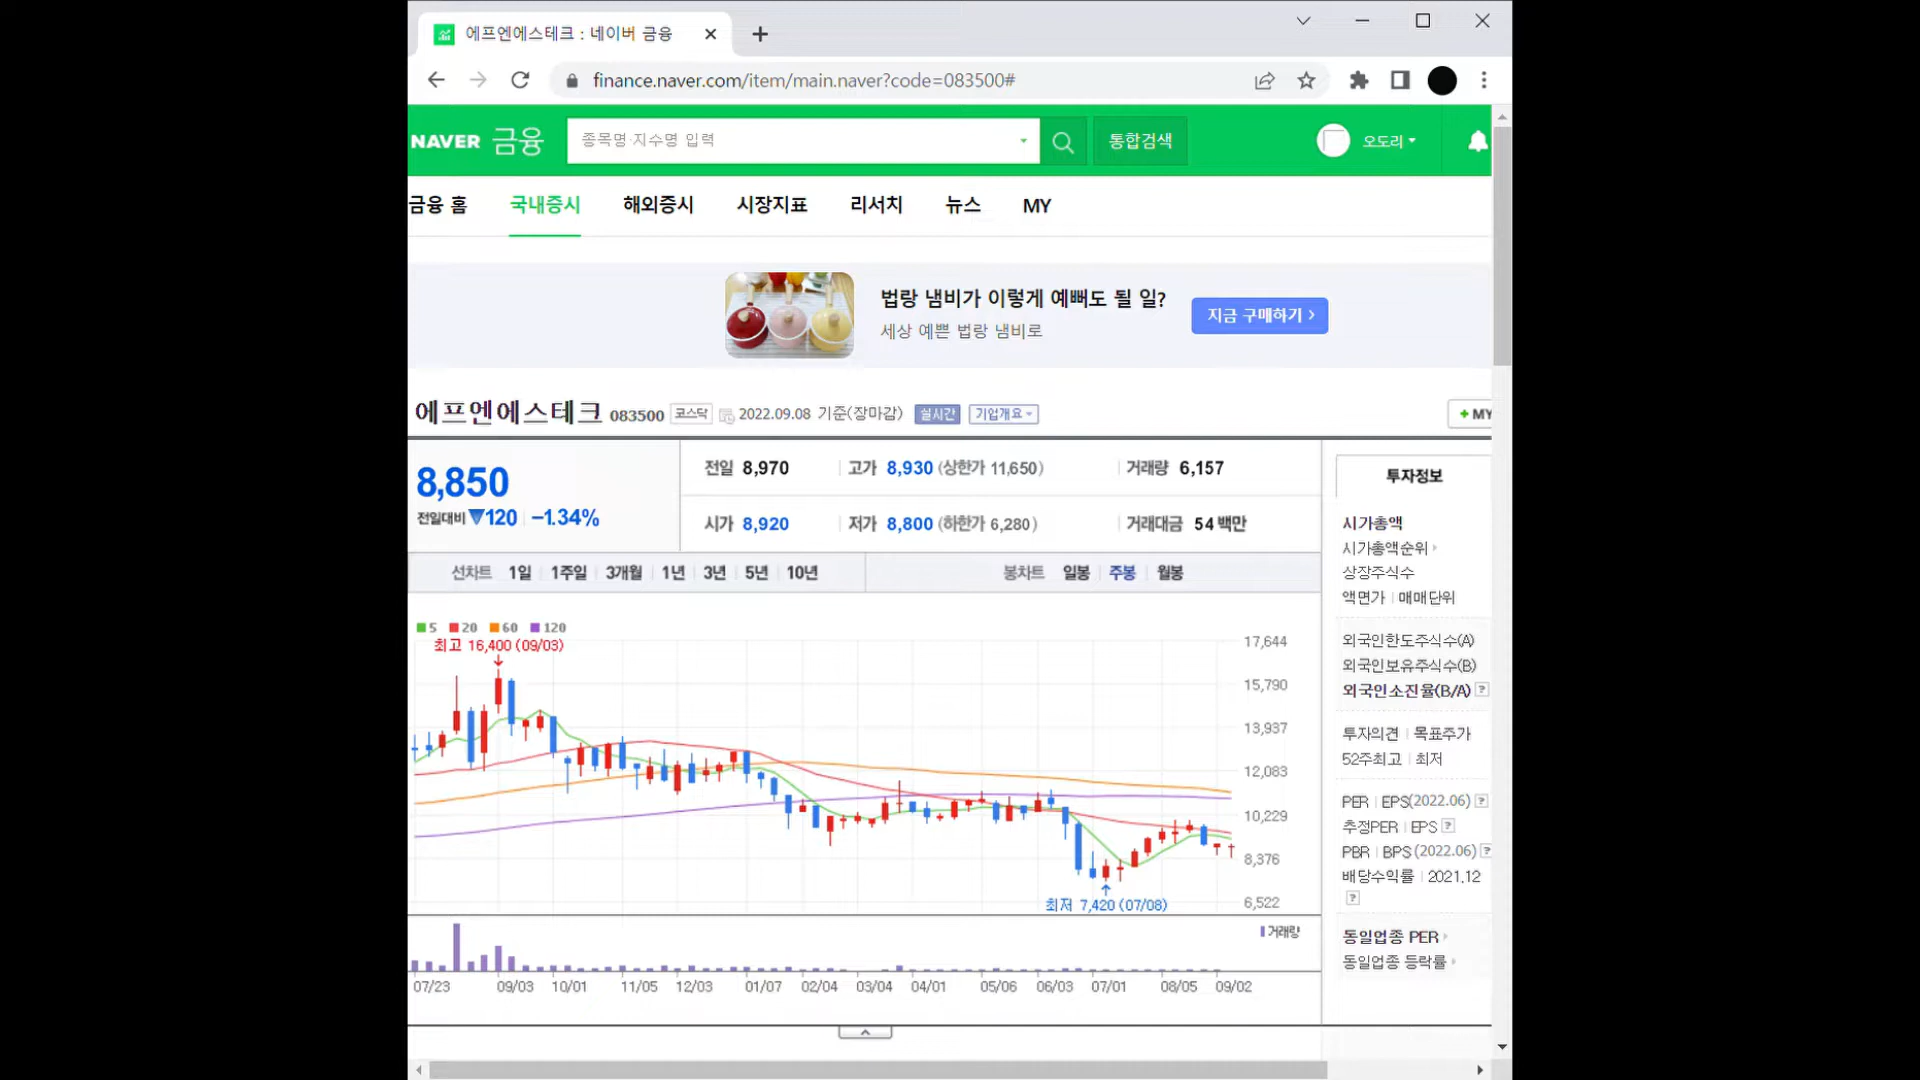 에프엔에스테크 : 네이버 금융
finance.naver.com/item/main.naver?code=083500#
NAVER 금융
종목명·지수명 입력
통합검색
오도리
금융 홈 국내증시 해외증시 시장지표 리서치 뉴스 MY
법랑 냄비가 이렇게 예뻐도 될 일?
세상 예쁜 법랑 냄비로
지금 구매하기 >
에프엔에스테크 083500 코스닥 2022.09.08 기준(장마감) 실시간 기업개요
+ MY
8,850
전일대비 ▼120 -1.34%
전일 8,970 고가 8,930 (상한가 11,650) 거래량 6,157
시가 8,920 저가 8,800 (하한가 6,280) 거래대금 54 백만
선차트 1일 1주일 3개월 1년 3년 5년 10년
봉차트 일봉 주봉 월봉
5 20 60 120
최고 16,400 (09/03)
17,644
15,790
13,937
12,083
10,229
8,376
6,522
최저 7,420 (07/08)
거래량
07/23 09/03 10/01 11/05 12/03 01/07 02/04 03/04 04/01 05/06 06/03 07/01 08/05 09/02
투자정보
시가총액
시가총액순위
상장주식수
액면가 | 매매단위
외국인한도주식수(A)
외국인보유주식수(B)
외국인소진율(B/A) ?
투자의견 | 목표주가
52주최고 | 최저
PER | EPS(2022.06) ?
추정PER | EPS ?
PBR | BPS(2022.06) ?
배당수익률 | 2021.12
?
동일업종 PER
동일업종 등락률